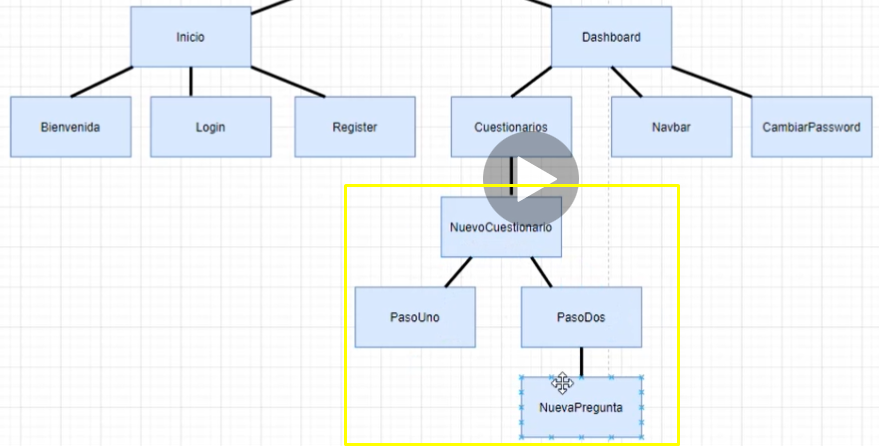 Inicio
Dashboard
Bienvenida
Login
Register
Cuestionarios
Navbar
CambiarPassword
NuevoCuestionario
PasoUno
PasoDos
NuevaPregunta